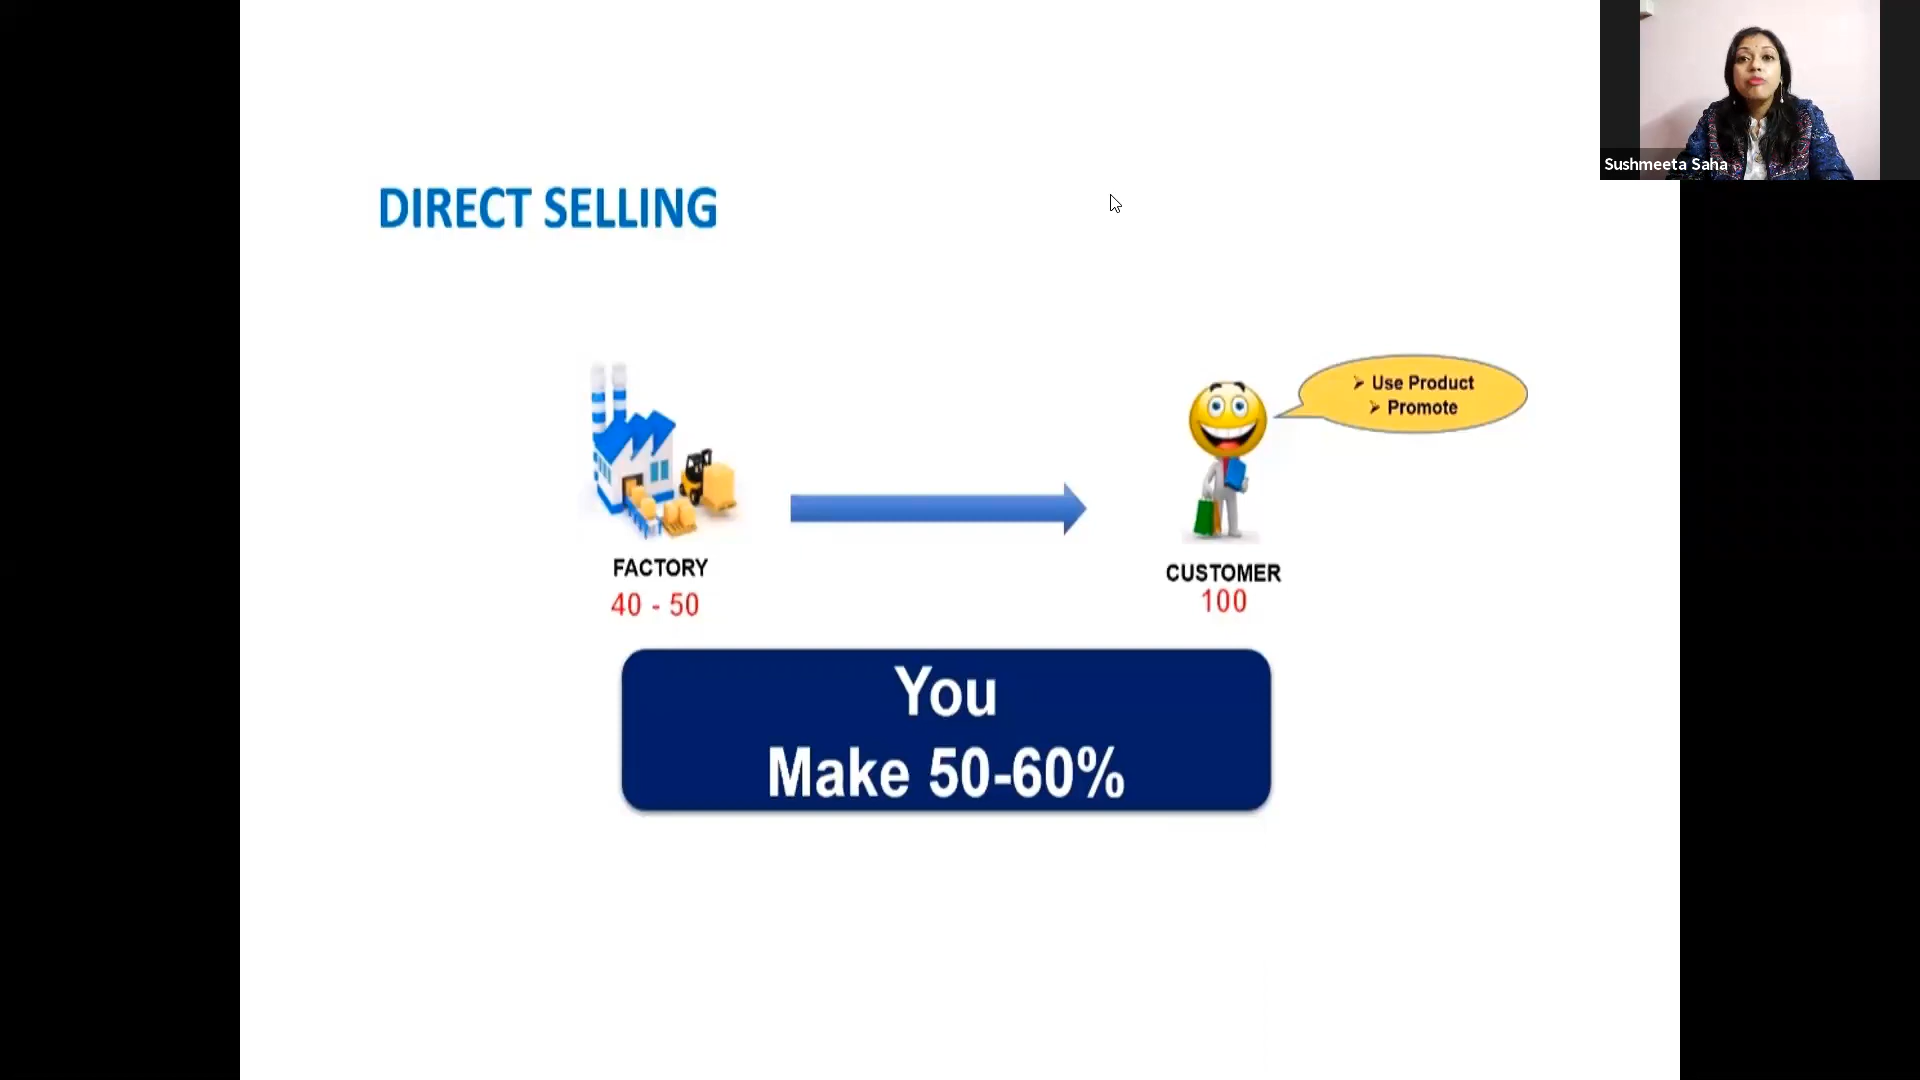 Sushmeeta Saha
DIRECT SELLING
➢ Use Product
➢ Promote
FACTORY
40 - 50
CUSTOMER
100
You
Make 50-60%